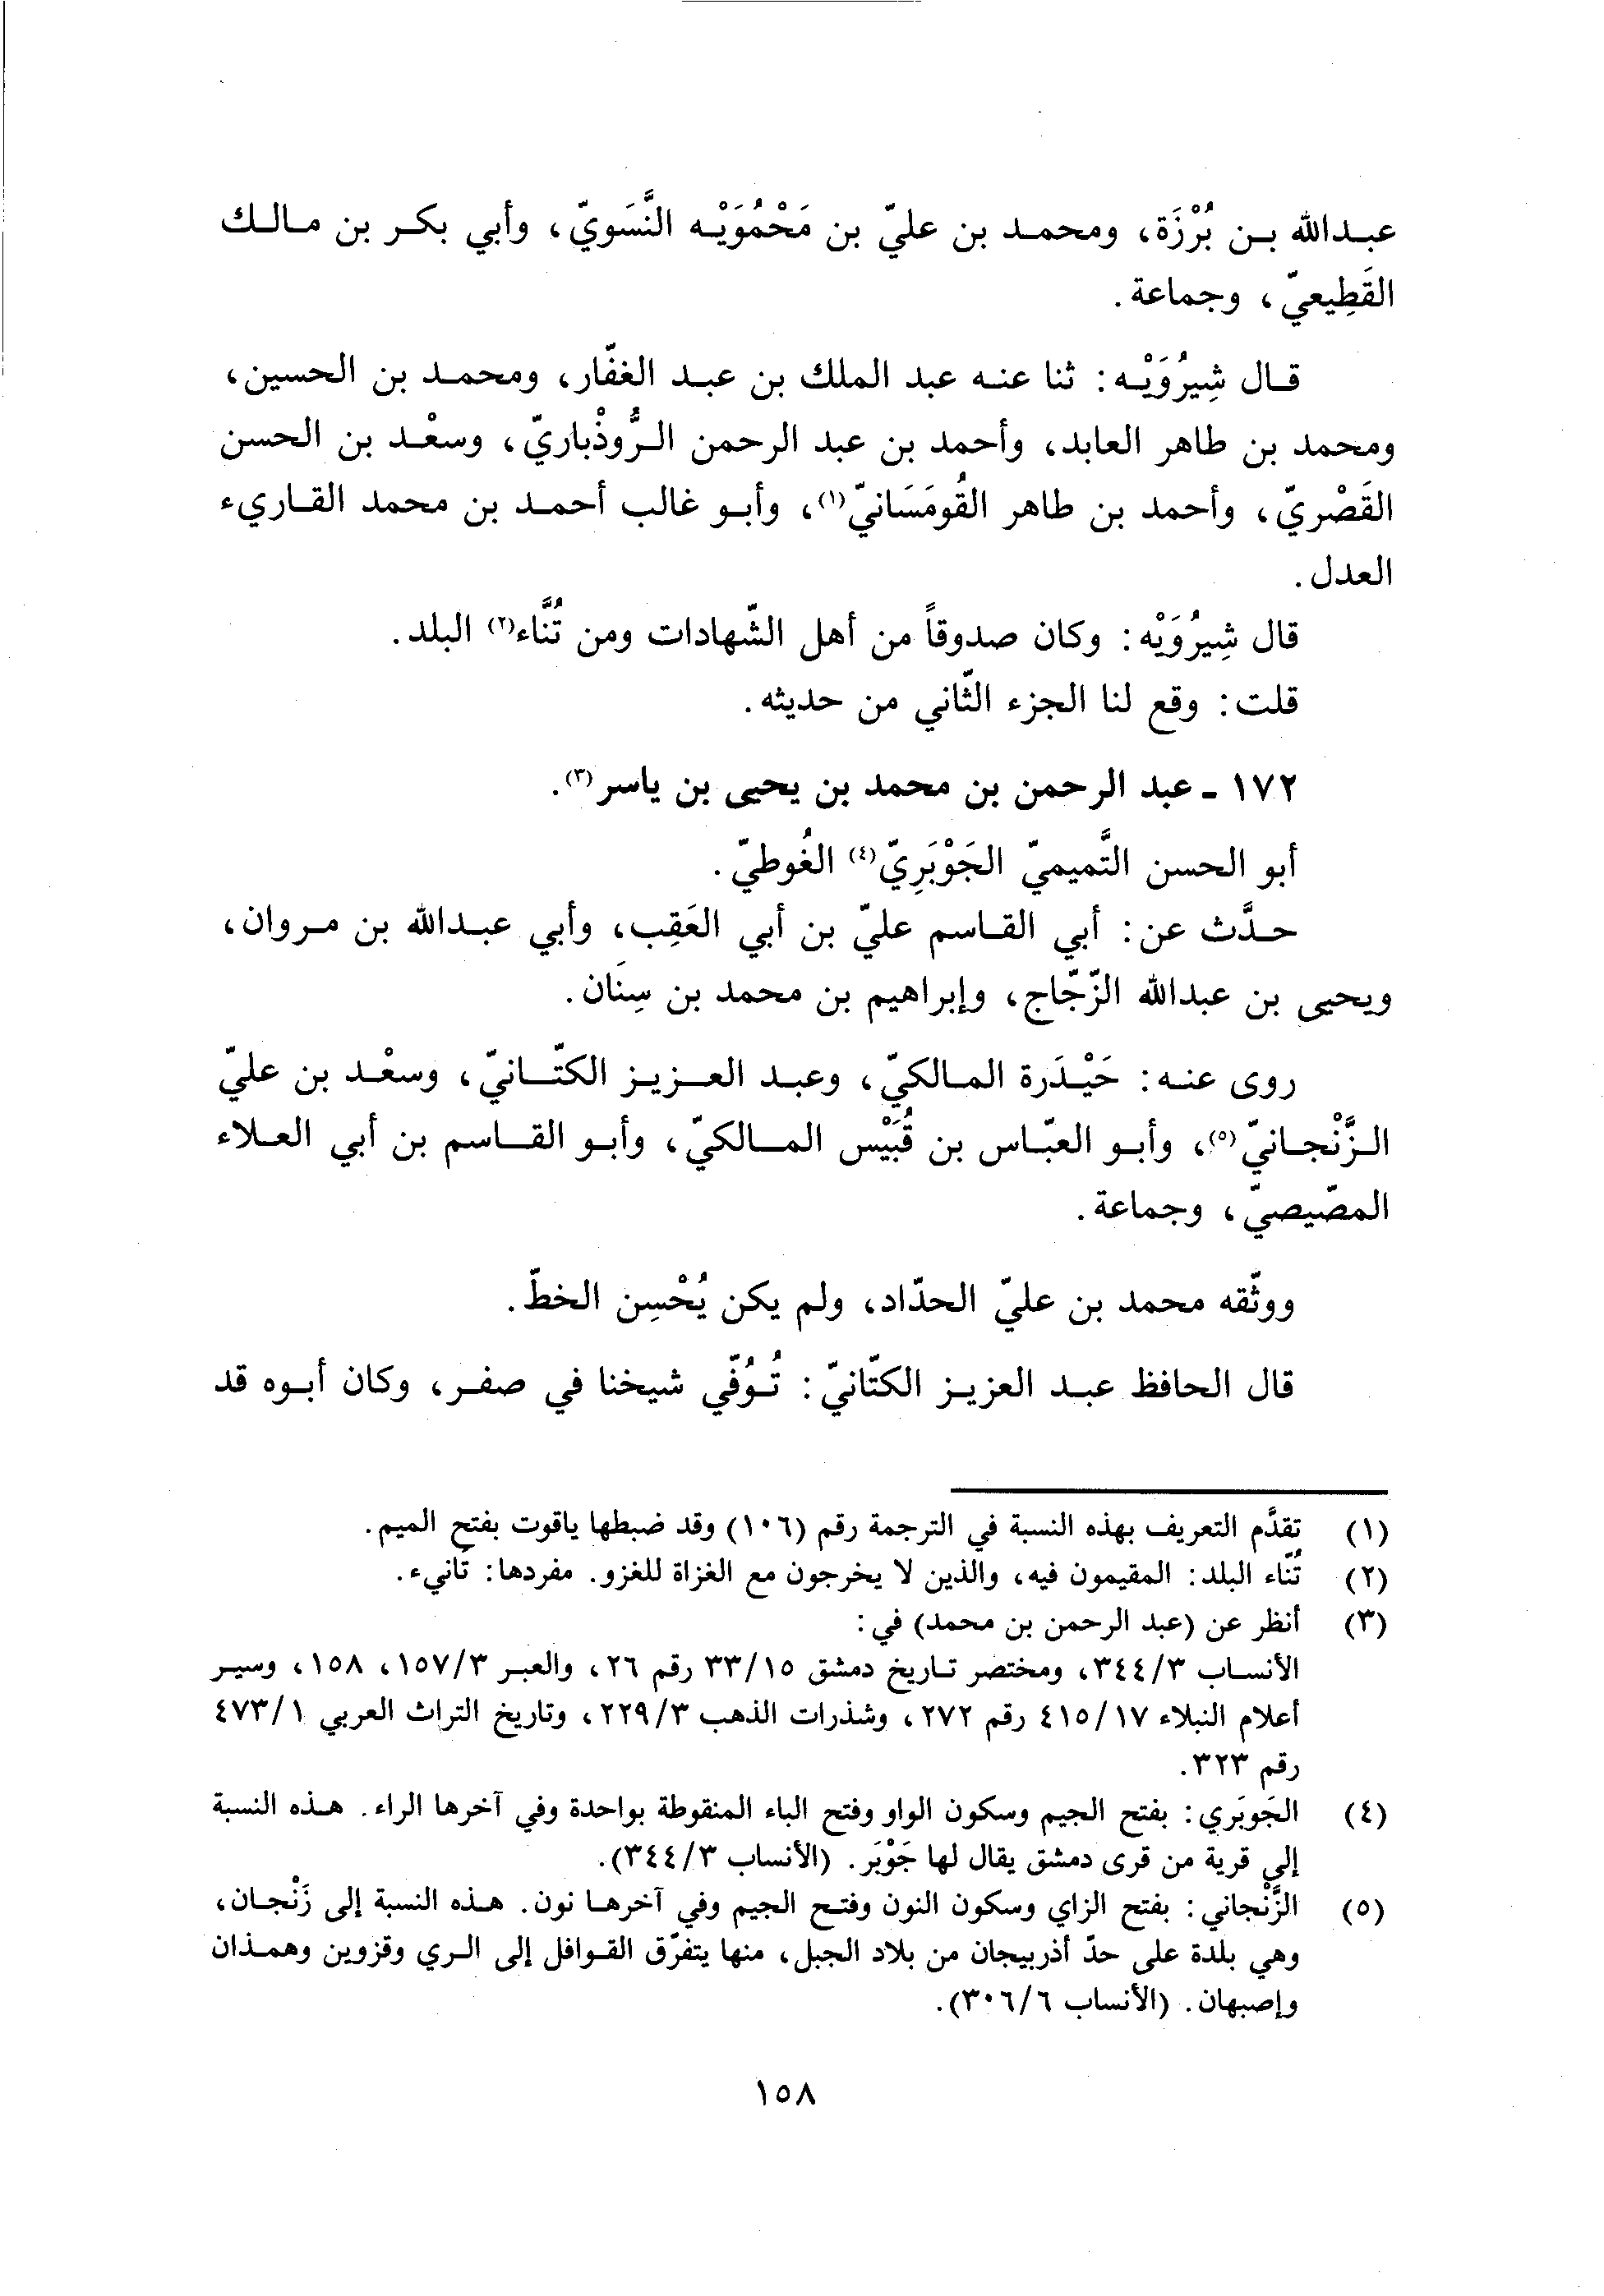 عبدالله بن بُرْزَة، ومحمد بن عليّ بن مَحْمُوَيْه النَّسَويّ، وأبي بكر بن مالك
القَطِيعيّ، وجماعة.
قال شِيرُوَيْه: ثنا عنه عبد الملك بن عبد الغفّار، ومحمد بن الحسين،
ومحمد بن طاهر العابد، وأحمد بن عبد الرحمن الرُّوذْباريّ، وسعْد بن الحسن
القَصْريّ، وأحمد بن طاهر القُومَسَانيّ(١)، وأبو غالب أحمد بن محمد القاريء
العدل.
قال شِيرُوَيْه: وكان صدوقاً من أهل الشّهادات ومن تُنَّاء(٢) البلد.
قلت: وقع لنا الجزء الثّاني من حديثه.
١٧٢ - عبد الرحمن بن محمد بن يحيى بن ياسر(٣).
أبو الحسن التَّميميّ الجَوْبَرِيّ(٤) الغُوطيّ.
حدَّث عن: أبي القاسم عليّ بن أبي العَقِب، وأبي عبدالله بن مروان،
ويحيى بن عبدالله الزّجّاج، وإبراهيم بن محمد بن سِنَان.
روى عنه: حَيْدَرة المالكيّ، وعبد العزيز الكتّانيّ، وسعْد بن عليّ
الزَّنْجانيّ(٥)، وأبو العبّاس بن قُبَيْس المالكيّ، وأبو القاسم بن أبي العلاء
المصّيصيّ، وجماعة.
ووثّقه محمد بن عليّ الحدّاد، ولم يكن يُحْسِن الخطّ.
قال الحافظ عبد العزيز الكتّانيّ: تُوُفّي شيخنا في صفر، وكان أبوه قد
(١) تقدَّم التعريف بهذه النسبة في الترجمة رقم (١٠٦) وقد ضبطها ياقوت بفتح الميم.
(٢) تُنّاء البلد: المقيمون فيه، والذين لا يخرجون مع الغزاة للغزو. مفردها: تَانيء.
(٣) أنظر عن (عبد الرحمن بن محمد) في:
الأنساب ٣/٣٤٤، ومختصر تاريخ دمشق ١٥/٣٣ رقم ٢٦، والعبر ٣/١٥٧، ١٥٨، وسير
أعلام النبلاء ١٧/٤١٥ رقم ٢٧٢، وشذرات الذهب ٣/٢٢٩، وتاريخ التراث العربي ١/٤٧٣
رقم ٣٢٣.
(٤) الجَوبَري: بفتح الجيم وسكون الواو وفتح الباء المنقوطة بواحدة وفي آخرها الراء. هذه النسبة
إلى قرية من قرى دمشق يقال لها جَوْبَر. (الأنساب ٣/٣٤٤).
(٥) الزَّنْجاني: بفتح الزاي وسكون النون وفتح الجيم وفي آخرها نون. هذه النسبة إلى زَنْجان،
وهي بلدة على حدّ أذربيجان من بلاد الجبل، منها يتفرّق القوافل إلى الري وقزوين وهمذان
وإصبهان. (الأنساب ٦/٣٠٦).
١٥٨